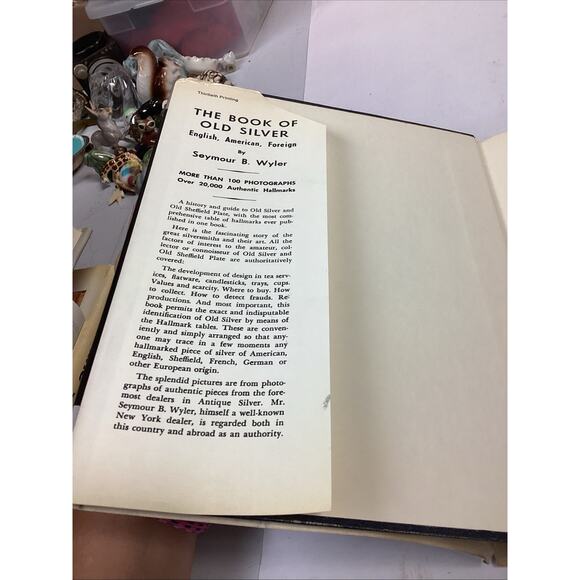 Thirtieth Printing
THE BOOK OF
OLD SILVER
English, American, Foreign
By
Seymour B. Wyler
MORE THAN 100 PHOTOGRAPHS
Over 20,000 Authentic Hallmarks
A history and guide to Old Silver and
Old Sheffield Plate, with the most com-
prehensive table of hallmarks ever pub-
lished in one book.
Here is the fascinating story of the
great silversmiths and their art. All the
factors of interest to the amateur, col-
lector or connoisseur of Old Silver and
Old Sheffield Plate are authoritatively
covered:
The development of design in tea serv-
ices, flatware, candlesticks, trays, cups.
Values and scarcity. Where to buy. How
to collect. How to detect frauds. Re-
productions. And most important, this
book permits the exact and indisputable
identification of Old Silver by means of
the Hallmark tables. These are conven-
iently and simply arranged so that any-
one may trace in a few moments any
hallmarked piece of silver of American,
English, Sheffield, French, German or
other European origin.
The splendid pictures are from photo-
graphs of authentic pieces from the fore-
most dealers in Antique Silver. Mr.
Seymour B. Wyler, himself a well-known
New York dealer, is regarded both in
this country and abroad as an authority.